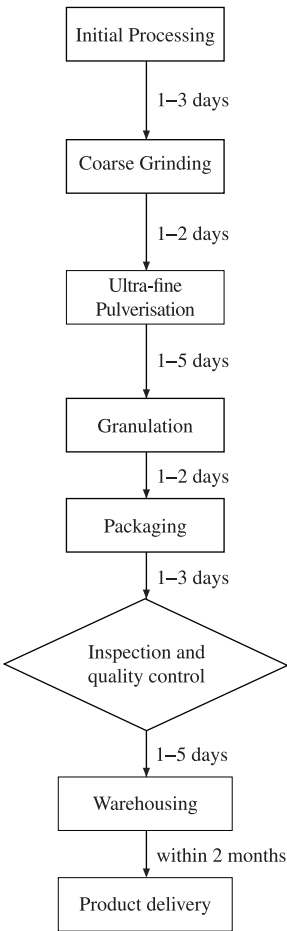 Initial Processing
1–3 days
Coarse Grinding
1–2 days
Ultra-fine
Pulverisation
1–5 days
Granulation
1–2 days
Packaging
1–3 days
Inspection and
quality control
1–5 days
Warehousing
within 2 months
Product delivery